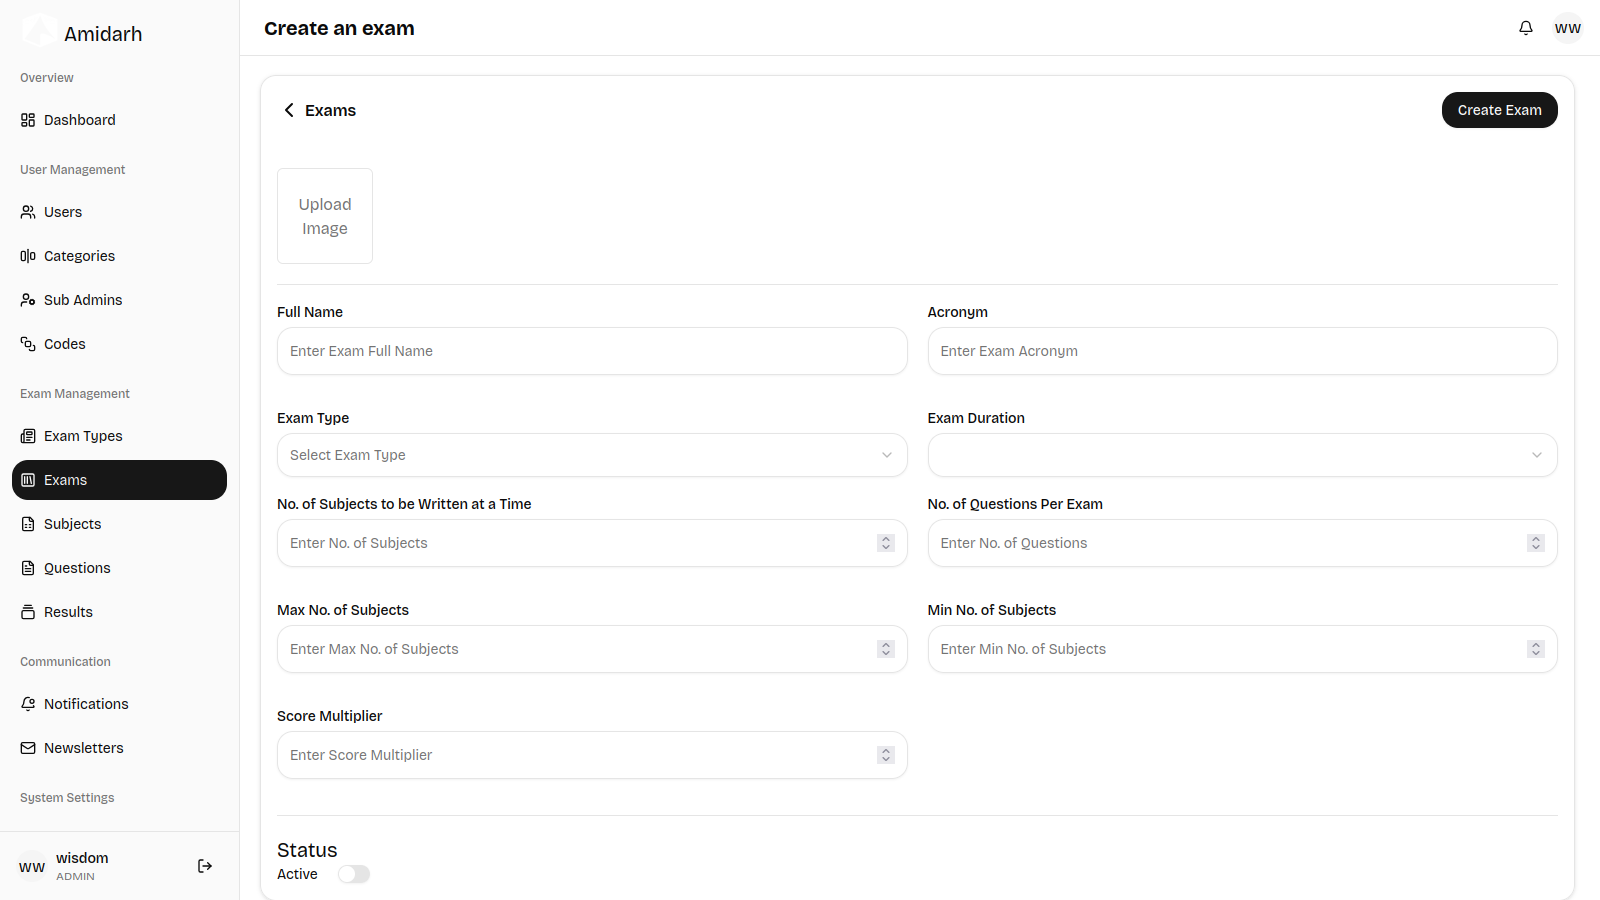 Amidarh
Overview
Dashboard
User Management
Users
Categories
Sub Admins
Codes
Exam Management
Exam Types
Exams
Subjects
Questions
Results
Communication
Notifications
Newsletters
System Settings
WW
wisdom
ADMIN
Create an exam
WW
Exams
Create Exam
Upload
Image
Full Name
Enter Exam Full Name
Acronym
Enter Exam Acronym
Exam Type
Select Exam Type
Exam Duration
No. of Subjects to be Written at a Time
Enter No. of Subjects
No. of Questions Per Exam
Enter No. of Questions
Max No. of Subjects
Enter Max No. of Subjects
Min No. of Subjects
Enter Min No. of Subjects
Score Multiplier
Enter Score Multiplier
Status
Active